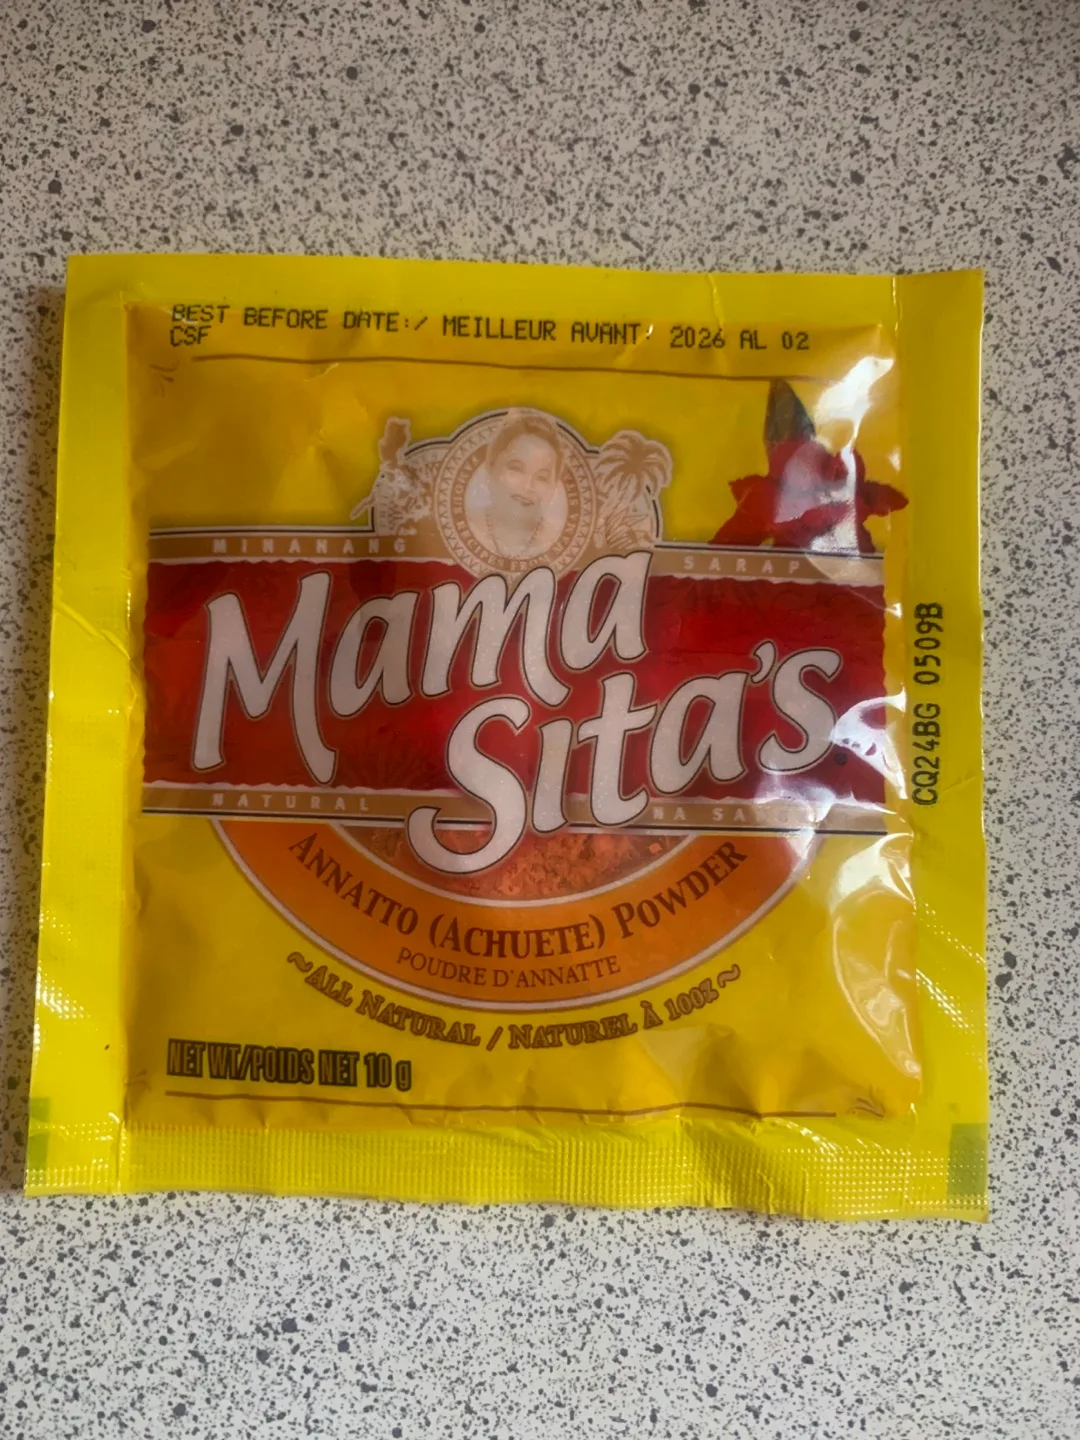 BEST BEFORE DATE:/ MEILLEUR AVANT: 2026 AL 02
CSF
MINANANG
SARAP
Mama
Sita's
NATURAL
NA
ANNATTO (ACHUETE) POWDER
POUDRE D'ANNATTE
~ALL NATURAL / NATUREL À 100%~
NET WT/POIDS NET 10 g
CQ24BG 0509B